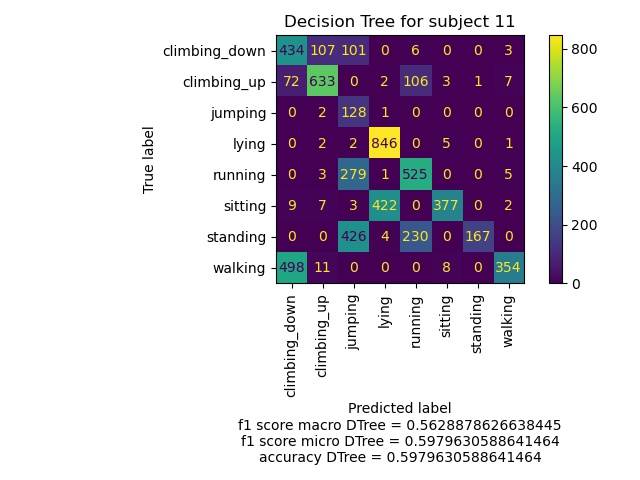 Decision Tree for subject 11
True label
climbing_down 434 107 101 0 6 0 0 3
climbing_up 72 633 0 2 106 3 1 7
jumping 0 2 128 1 0 0 0 0
lying 0 2 2 846 0 5 0 1
running 0 3 279 1 525 0 0 5
sitting 9 7 3 422 0 377 0 2
standing 0 0 426 4 230 0 167 0
walking 498 11 0 0 0 8 0 354
climbing_down climbing_up jumping lying running sitting standing walking
800
600
400
200
0
Predicted label
f1 score macro DTree = 0.5628878626638445
f1 score micro DTree = 0.5979630588641464
accuracy DTree = 0.5979630588641464